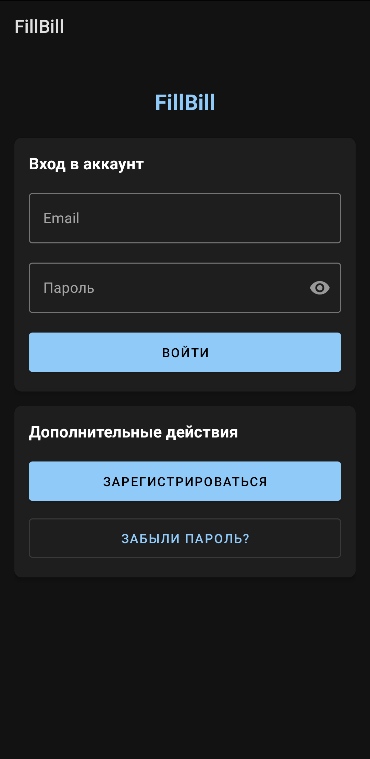 FillBill
FillBill
Вход в аккаунт
Email
Пароль
ВОЙТИ
Дополнительные действия
ЗАРЕГИСТРИРОВАТЬСЯ
ЗАБЫЛИ ПАРОЛЬ?